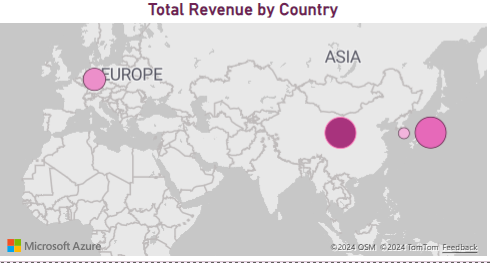 Total Revenue by Country
ASIA
EUROPE
Microsoft Azure
©2024 OSM ©2024 TomTom Feedback